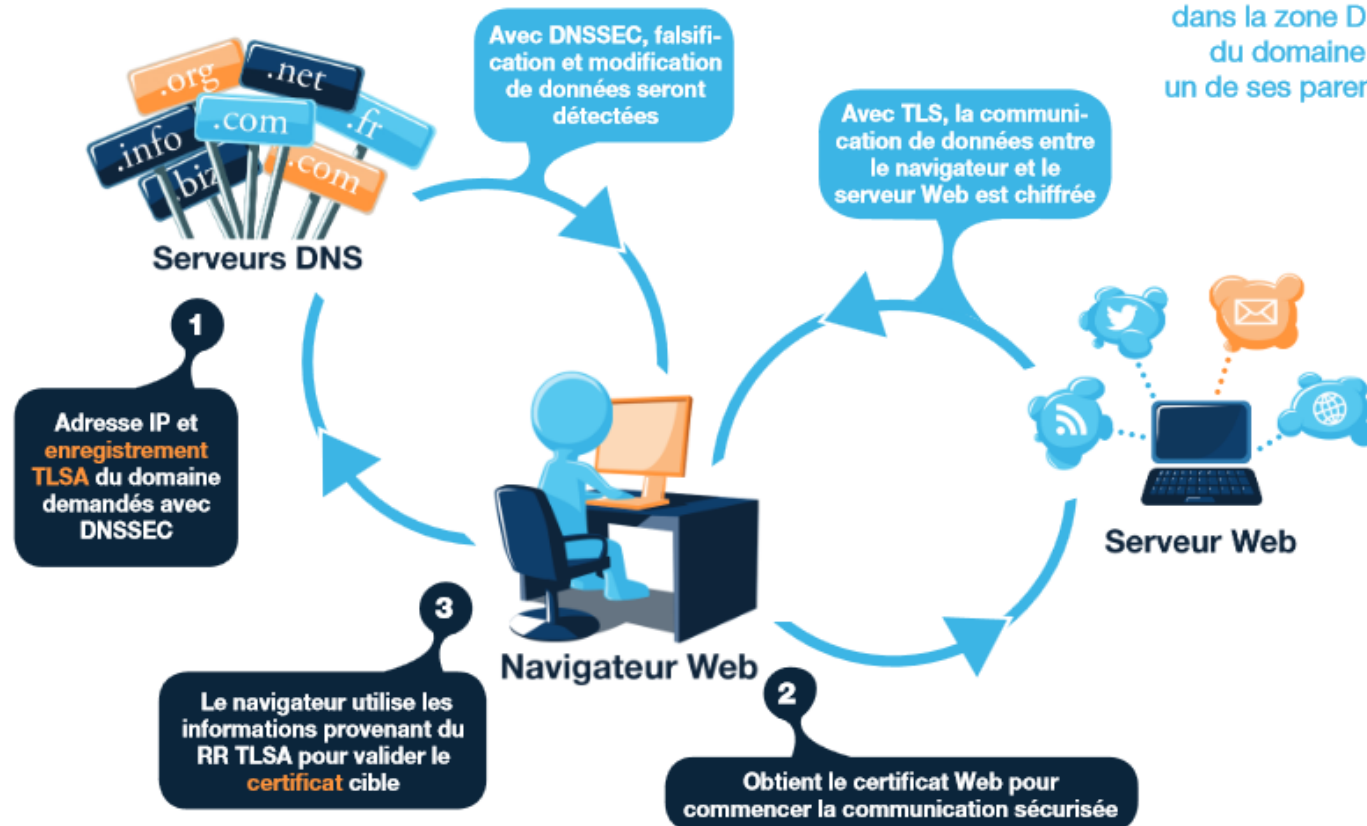 .org
.net
.info
.com
.fr
.biz
.com
Serveurs DNS
Avec DNSSEC, falsifi-
cation et modification
de données seront
détectées
Avec TLS, la communi-
cation de données entre
le navigateur et le
serveur Web est chiffrée
dans la zone D
du domaine
un de ses paren
1
Adresse IP et
enregistrement
TLSA du domaine
demandés avec
DNSSEC
Serveur Web
3
Le navigateur utilise les
informations provenant du
RR TLSA pour valider le
certificat cible
Navigateur Web
2
Obtient le certificat Web pour
commencer la communication sécurisée